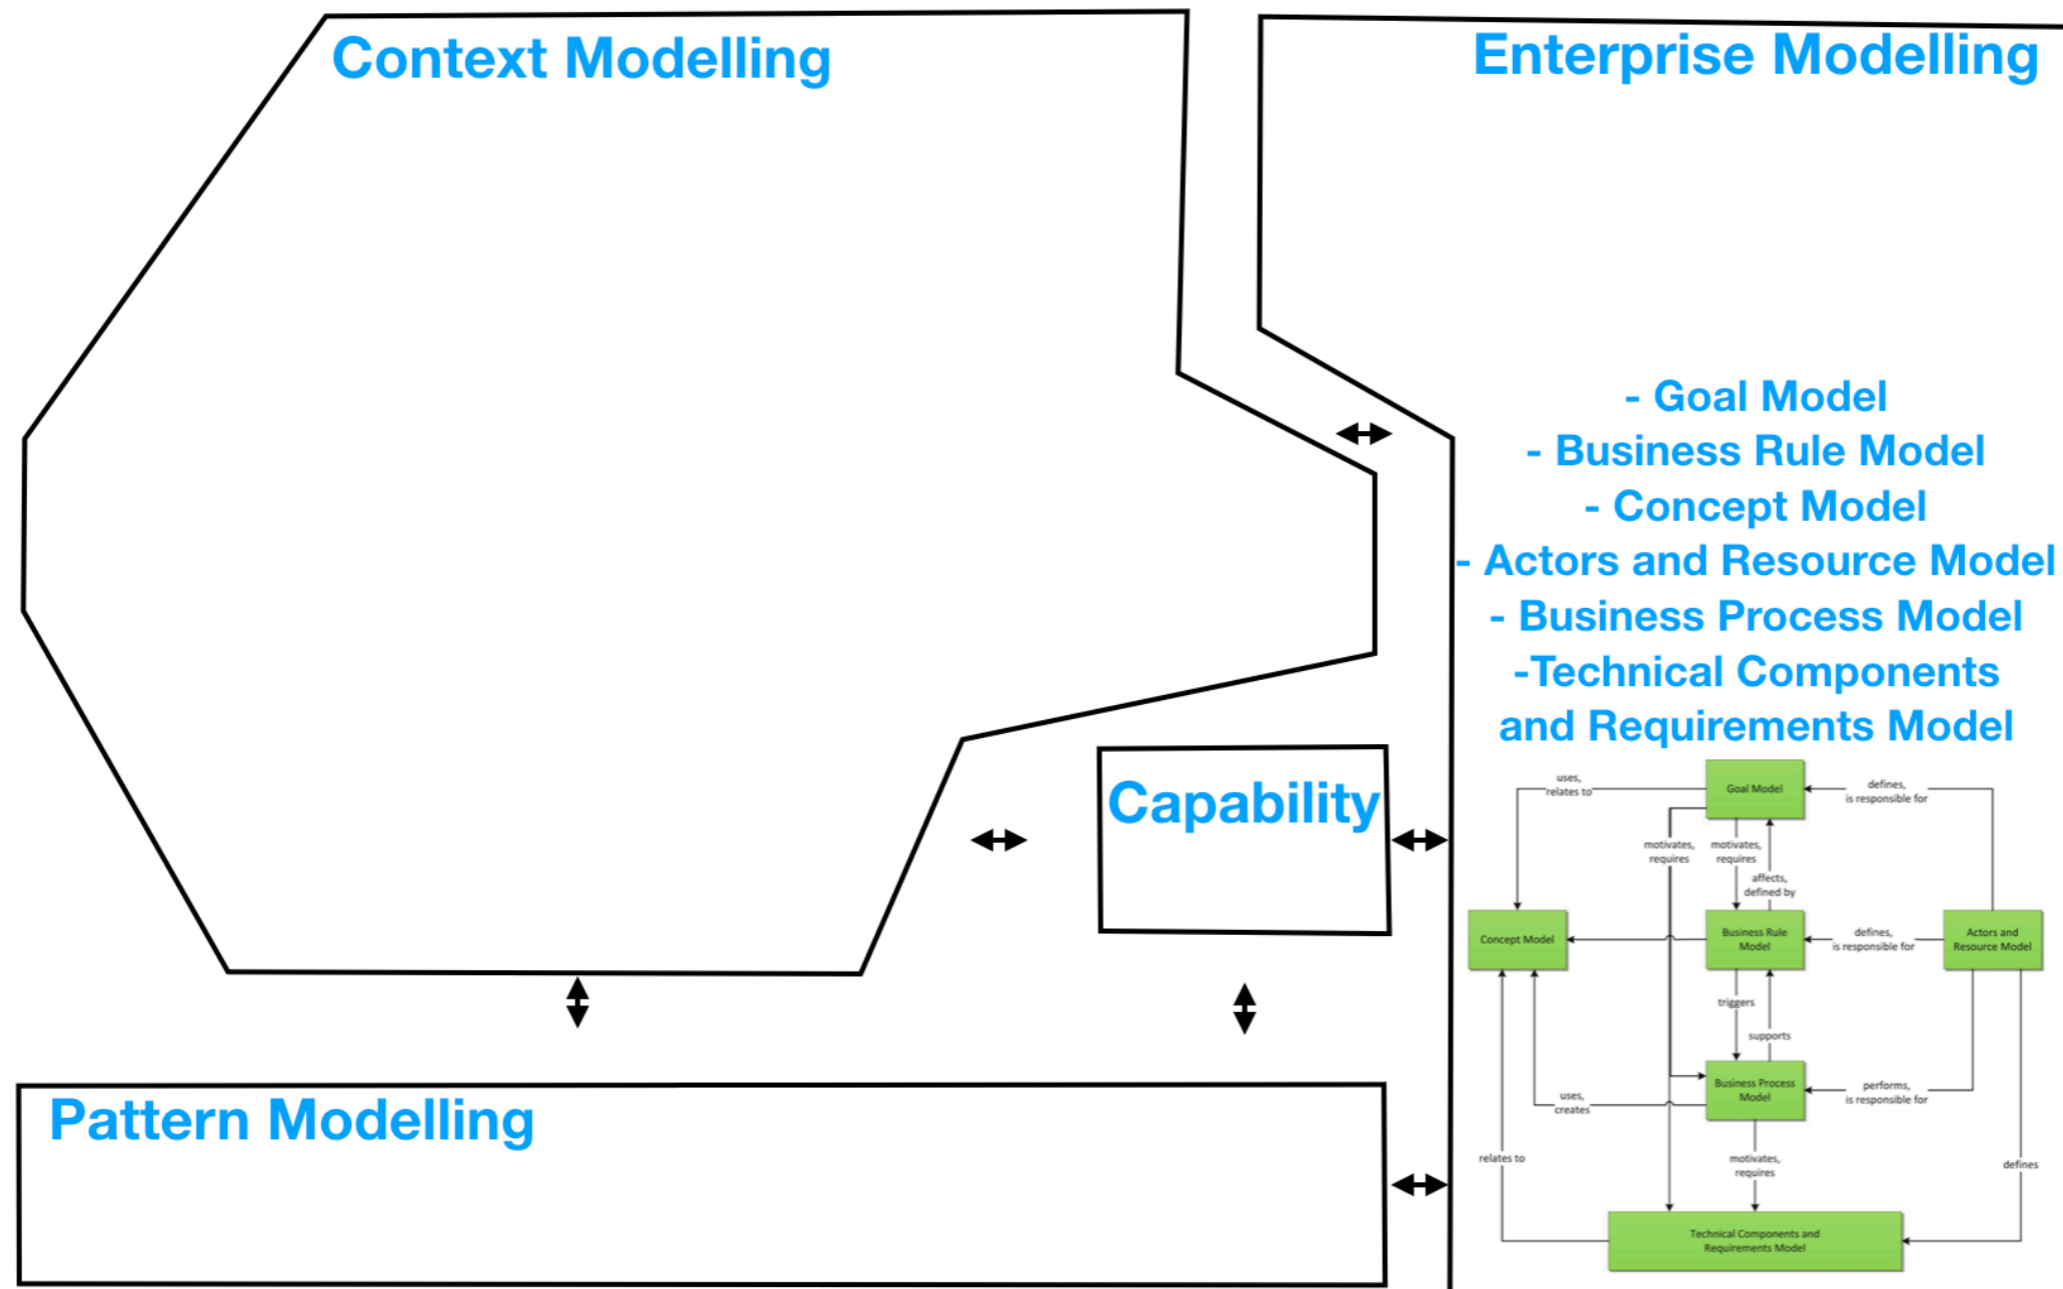 Context Modelling
Enterprise Modelling
- Goal Model
- Business Rule Model
- Concept Model
- Actors and Resource Model
- Business Process Model
-Technical Components
and Requirements Model
Capability
Pattern Modelling
uses,
relates to
Goal Model
defines,
is responsible for
motivates,
requires
motivates,
requires
affects,
defined by
Concept Model
Business Rule
Model
defines,
is responsible for
Actors and
Resource Model
triggers
supports
uses,
creates
Business Process
Model
performs,
is responsible for
relates to
motivates,
requires
defines
Technical Components and
Requirements Model